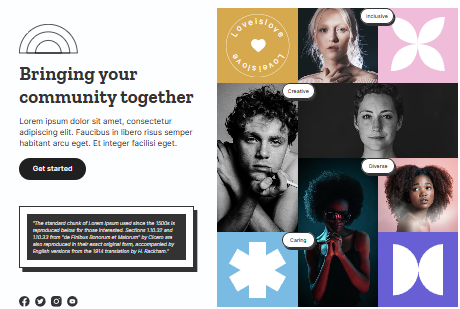 Bringing your
community together
Lorem ipsum dolor sit amet, consectetur
adipiscing elit. Faucibus in libero risus semper
habitant arcu eget. Et integer facilisi eget.
Get started
"The standard chunk of Lorem Ipsum used since the 1500s is
reproduced below for those interested. Sections 1.10.32 and
1.10.33 from "de Finibus Bonorum et Malorum" by Cicero are
also reproduced in their exact original form, accompanied by
English versions from the 1914 translation by H. Rackham."
Loveislove
Loveislove
Inclusive
Creative
Diverse
Caring